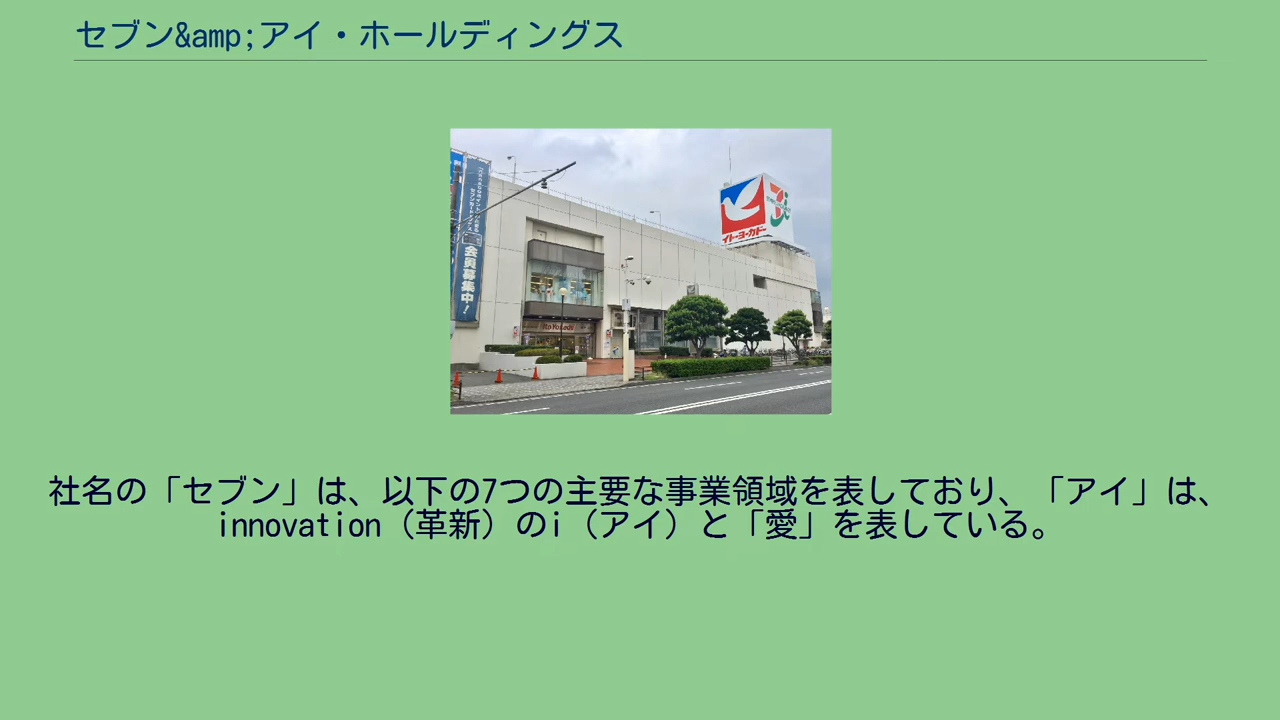 セブン&amp;アイ・ホールディングス
会員募集中!
イトーヨーカドー
Ito Yokado
社名の「セブン」は、以下の7つの主要な事業領域を表しており、「アイ」は、
innovation（革新）のi（アイ）と「愛」を表している。